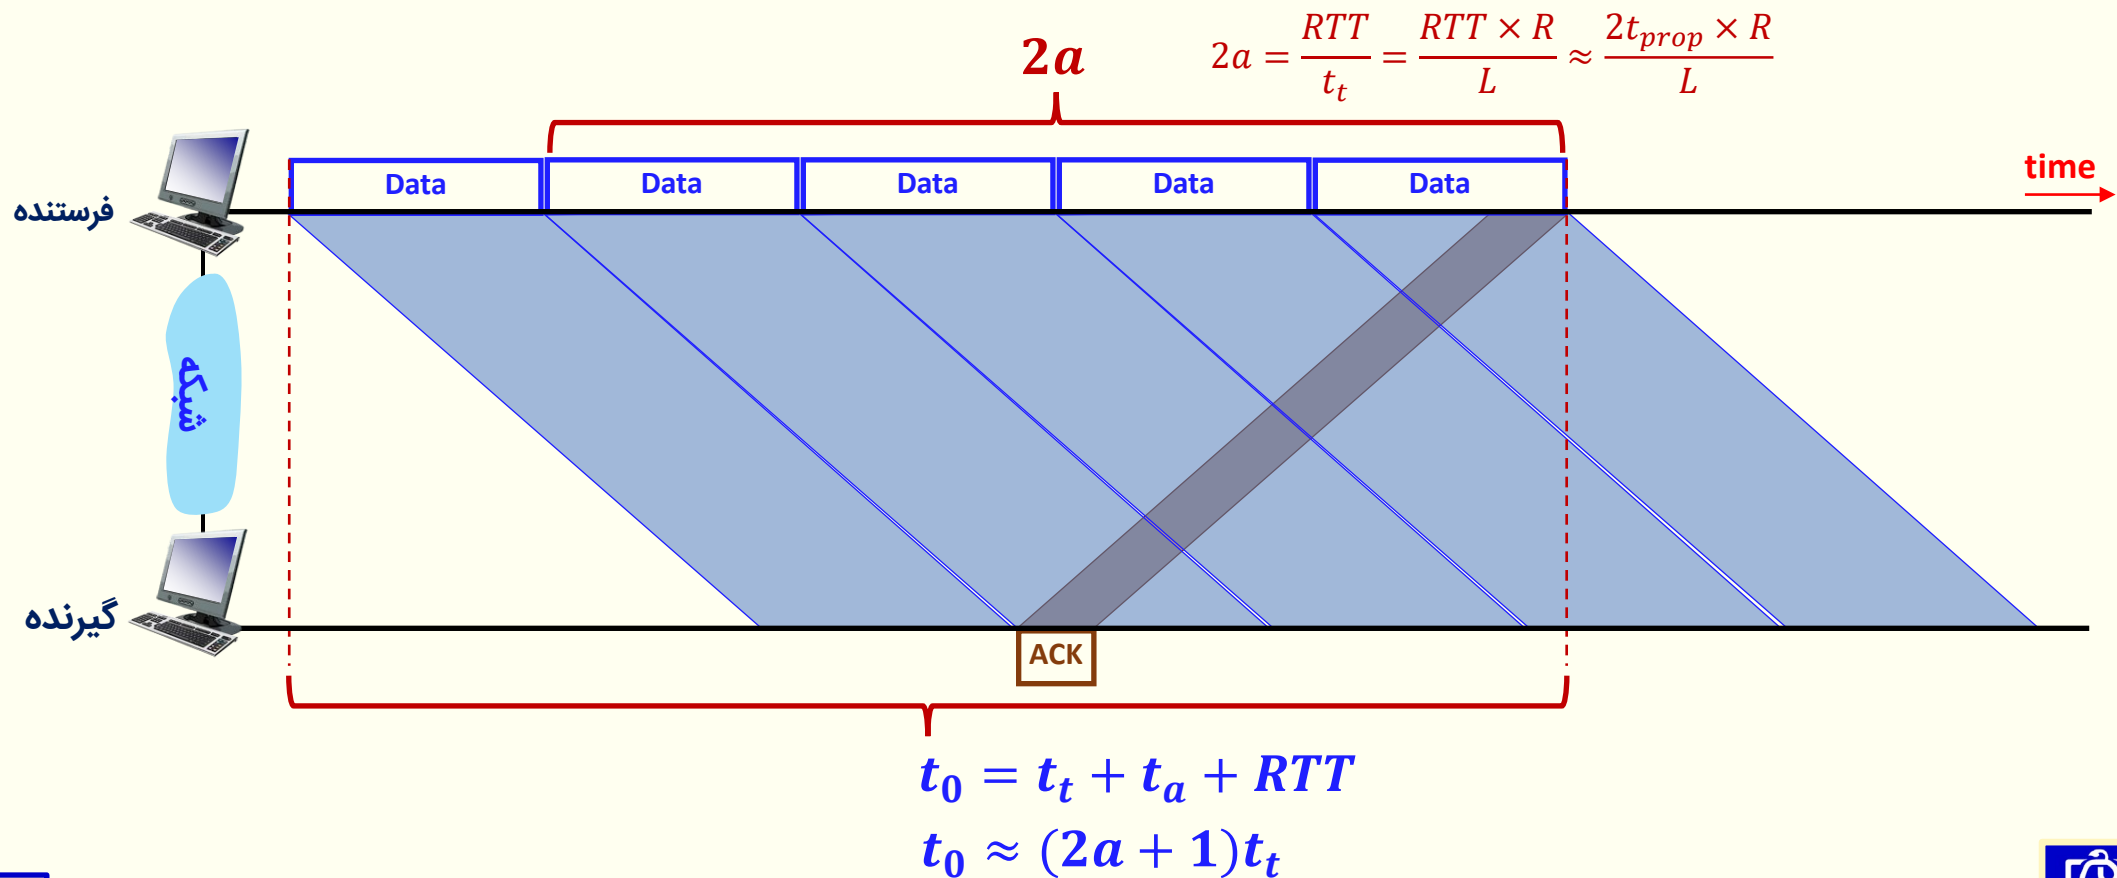 2a
2a = RTT / t_t = RTT × R / L ≈ 2t_prop × R / L
time
Data Data Data Data Data
فرستنده
شبکه
گیرنده
ACK
t_0 = t_t + t_a + RTT
t_0 ≈ (2a + 1)t_t